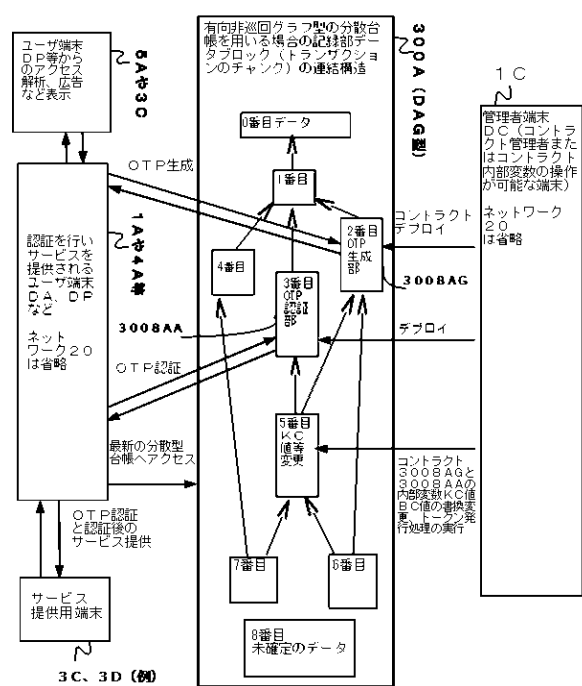 ユーザ端末
DP等から
のアクセス
解析、広告
など表示
5Aや3C
有向非巡回グラフ型の分散台
帳を用いる場合の記録部デー
タブロック（トランザクショ
ンのチャンク）の連結構造
300A（DAG型）
1C
管理者端末
DC（コントラ
クト管理者また
はコントラクト
内部変数の操作
が可能な端末）
ネットワーク
20
は省略
0番目データ
1番目
OTP生成
コントラクト
デプロイ
2番目
OTP
生成
部
3008AG
4番目
3番目
OTP
認証
部
3008AA
デプロイ
認証を行い
サービスを
提供される
ユーザ端末
DA、DP
など
ネット
ワーク20
は省略
1Aや4A等
OTP認証
5番目
KC
値等
変更
最新の分散型
台帳へアクセス
コントラクト
3008AGと
3008AAの
内部変数KC値
BC値の書換変
更、トークン発
行処理の実行
OTP認証
と認証後の
サービス提供
7番目
6番目
サービス
提供用端末
8番目
未確定のデータ
3C、3D（例）